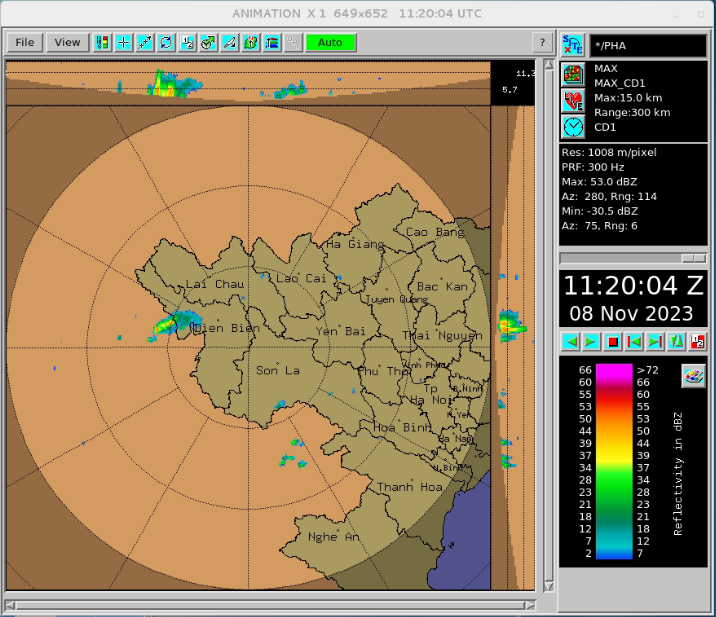 ANIMATION X 1 649x652 11:20:04 UTC
File View Auto ?
11.3
5.7
*/PHA
MAX
MAX_CD1
Max:15.0 km
Range:300 km
CD1
Res: 1008 m/pixel
PRF: 300 Hz
Max: 53.0 dBZ
Az: 280, Rng: 114
Min: -30.5 dBZ
Az: 75, Rng: 6
11:20:04 Z
08 Nov 2023
66 >72
60 66
55 60
53 55
50 53
44 50
39 44
37 39
34 37
28 34
23 28
21 23
18 21
12 18
7 12
2 7
Reflectivity in dBZ
Cao Bang
Ha Giang
Lao Cai
Lai Chau
Bac Kan
Tuyen Quang
Dien Bien
Yen Bai
Thai Nguyen
Son La
Phu Tho
Vinh Phuc
Tp
Ha Noi
B.Ninh
H.Yen
Hoa Binh
Ha Nam
N.Binh
Thanh Hoa
Nghe An